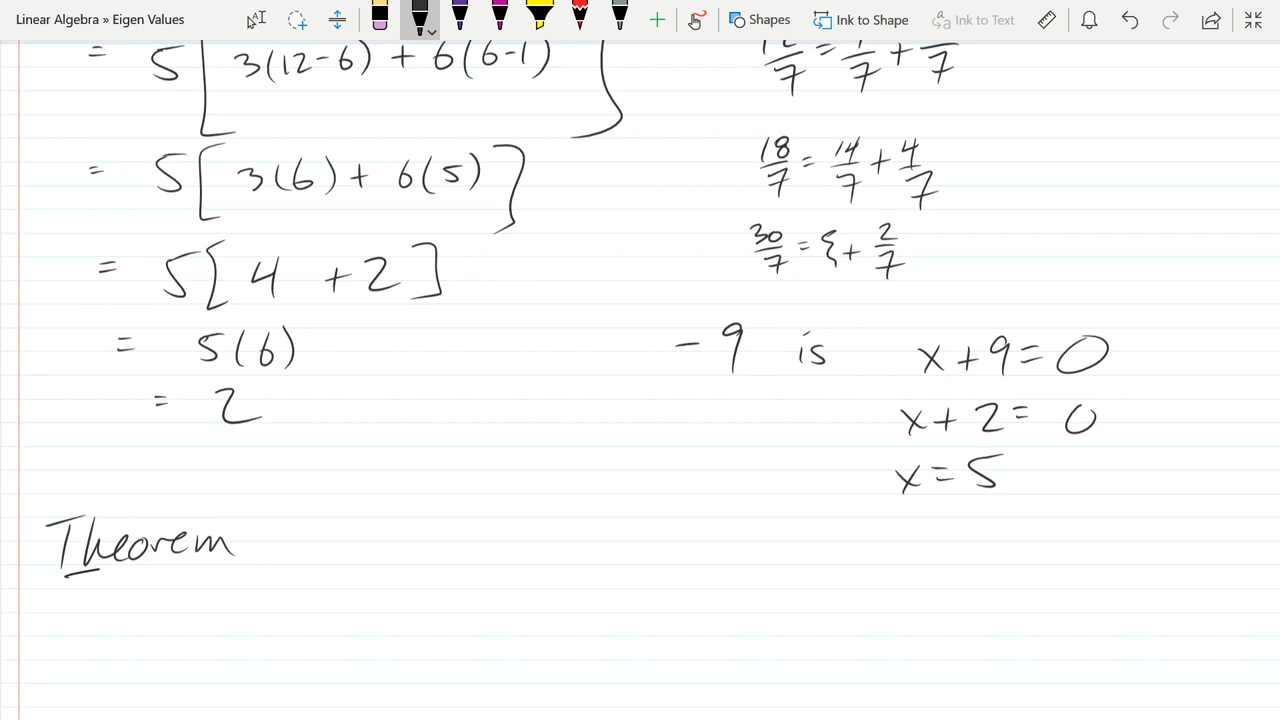 Linear Algebra » Eigen Values
Shapes
Ink to Shape
Ink to Text
= 5[ 3(12-6) + 6(6-1) ]
= 5[ 3(6) + 6(5) ]
= 5[ 4 + 2 ]
= 5(6)
= 2
18/7 = 14/7 + 4/7
30/7 = { + 2/7
-9 is x + 9 = 0
x + 2 = 0
x = 5
Theorem